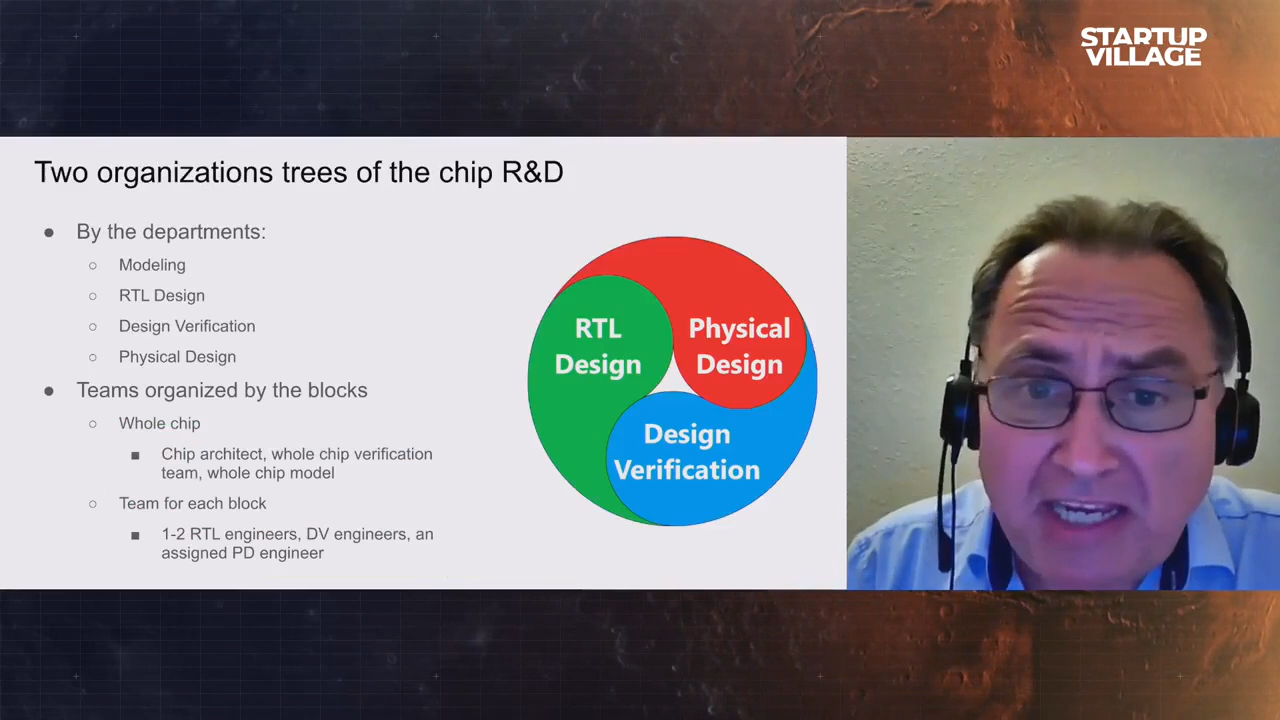 STARTUP
VILLAGE
Two organizations trees of the chip R&D
● By the departments:
○ Modeling
○ RTL Design
○ Design Verification
○ Physical Design
● Teams organized by the blocks
○ Whole chip
■ Chip architect, whole chip verification
team, whole chip model
○ Team for each block
■ 1-2 RTL engineers, DV engineers, an
assigned PD engineer
RTL
Design
Physical
Design
Design
Verification